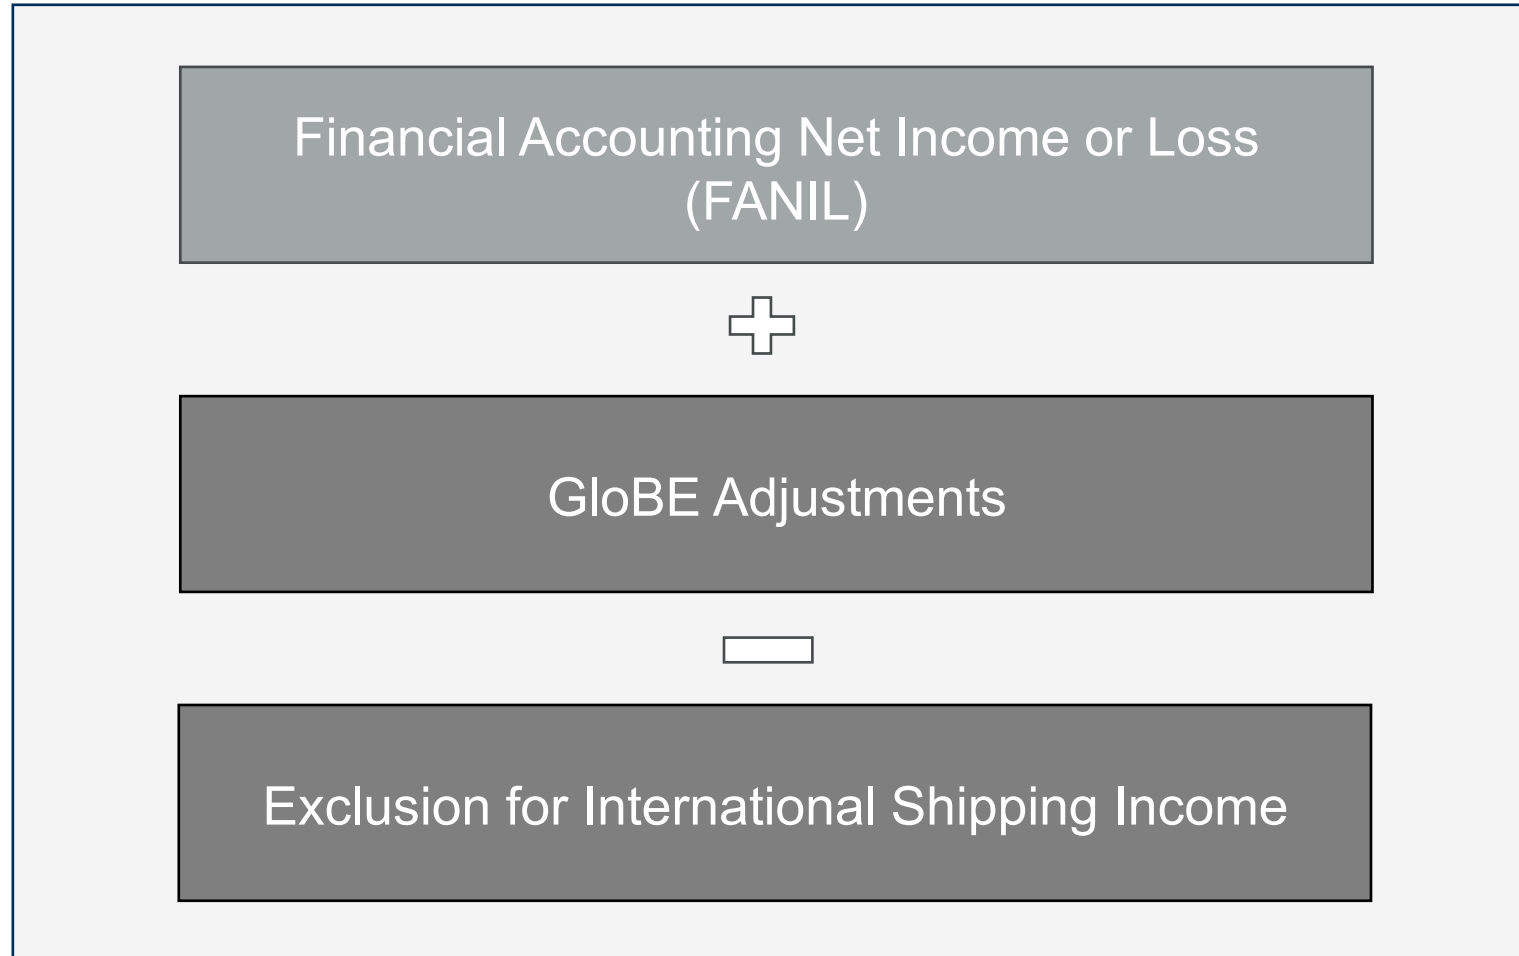 Financial Accounting Net Income or Loss
(FANIL)
GloBE Adjustments
Exclusion for International Shipping Income